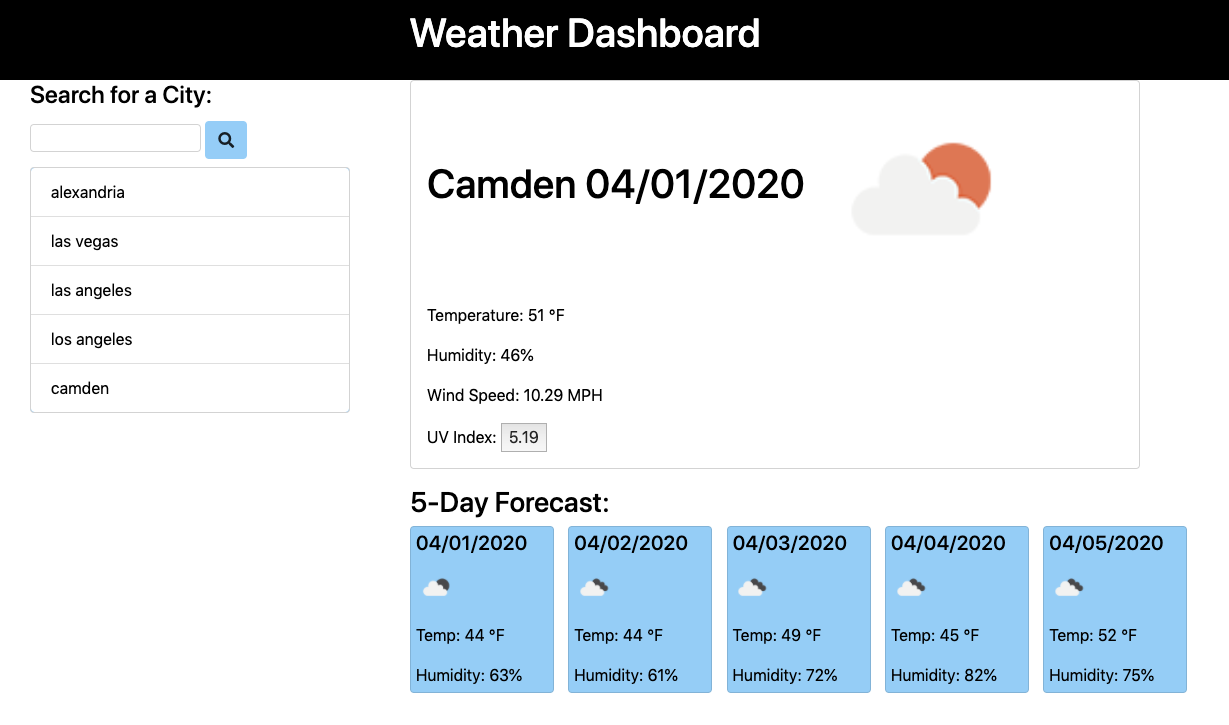 Weather Dashboard
Search for a City:
alexandria
las vegas
las angeles
los angeles
camden
Camden 04/01/2020
Temperature: 51 °F
Humidity: 46%
Wind Speed: 10.29 MPH
UV Index: 5.19
5-Day Forecast:
04/01/2020
Temp: 44 °F
Humidity: 63%
04/02/2020
Temp: 44 °F
Humidity: 61%
04/03/2020
Temp: 49 °F
Humidity: 72%
04/04/2020
Temp: 45 °F
Humidity: 82%
04/05/2020
Temp: 52 °F
Humidity: 75%